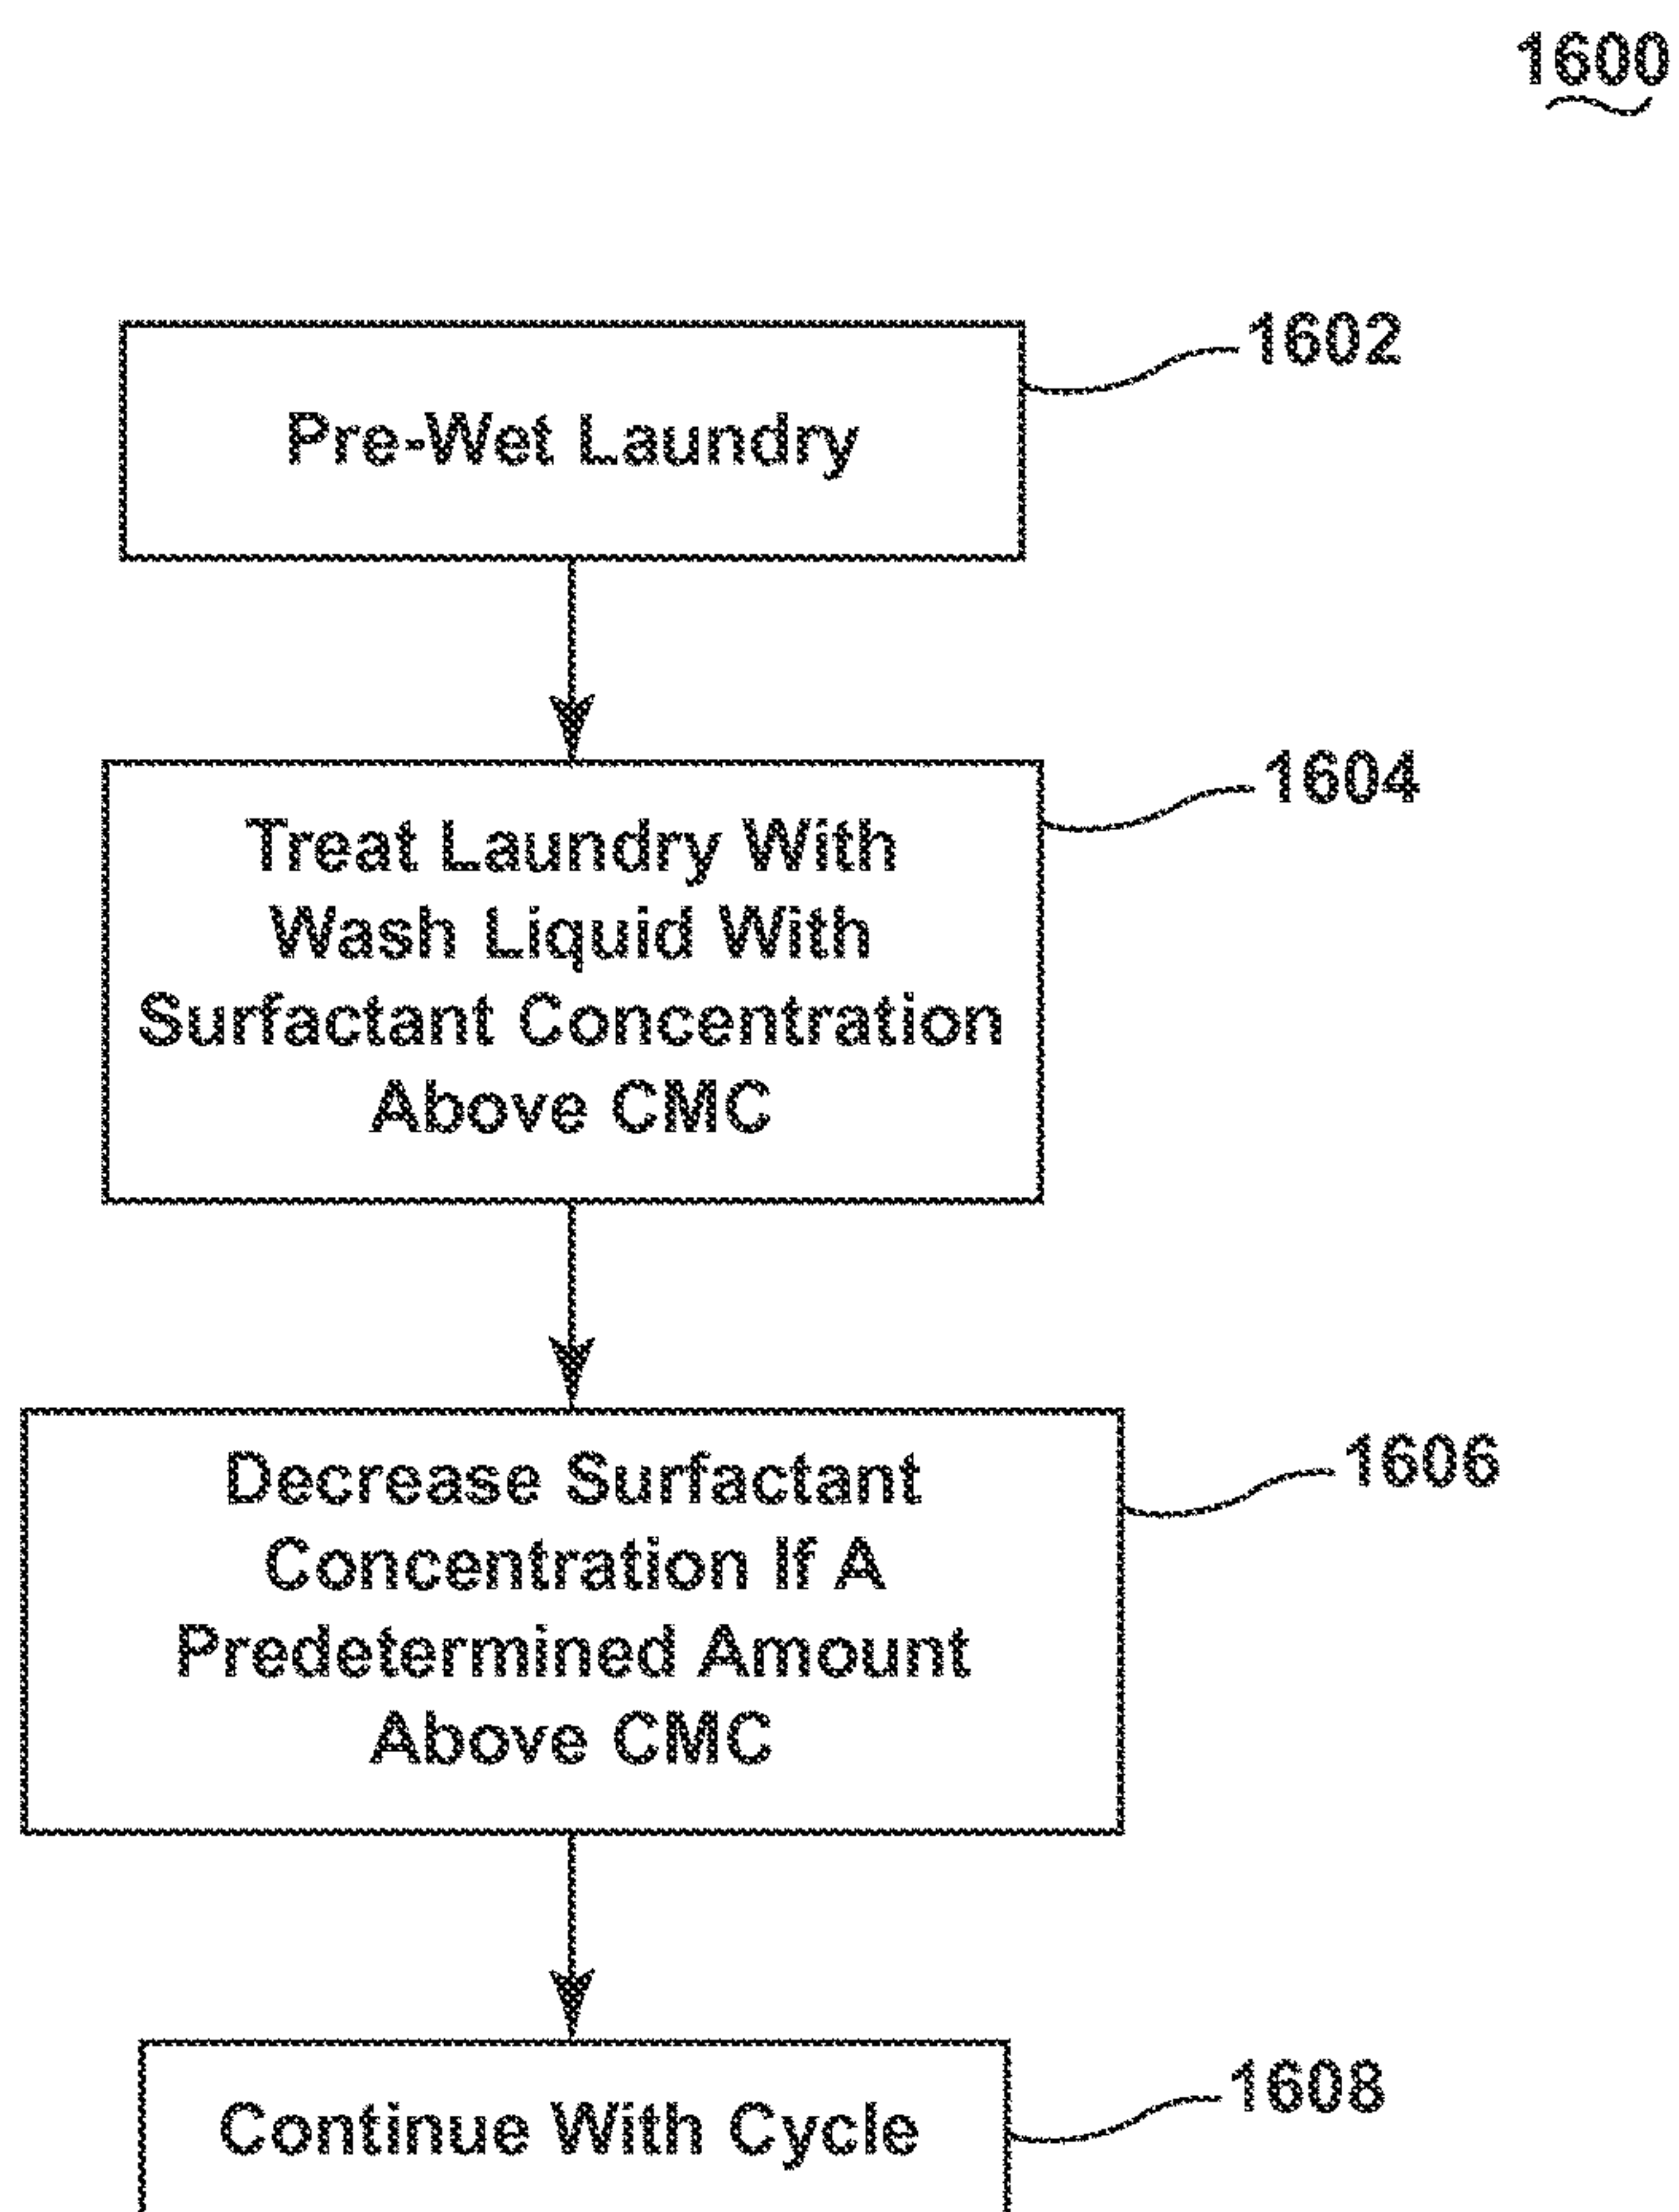 1600
Pre-Wet Laundry
1602
Treat Laundry With
Wash Liquid With
Surfactant Concentration
Above CMC
1604
Decrease Surfactant
Concentration If A
Predetermined Amount
Above CMC
1606
Continue With Cycle
1608